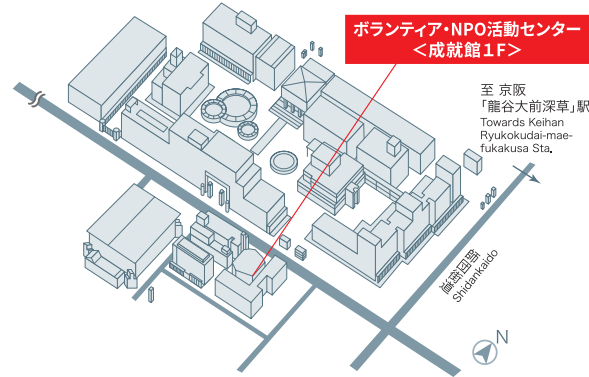 ボランティア・NPO活動センター
＜成就館１F＞
至 京阪
「龍谷大前深草」駅
Towards Keihan
Ryukokudai-mae-
fukakusa Sta.
師団街道
Shidankaido
N